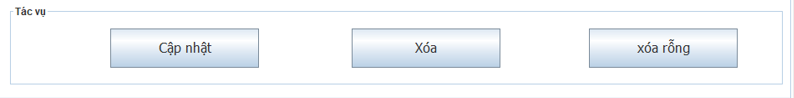 Tác vụ
Cập nhật Xóa xóa rỗng